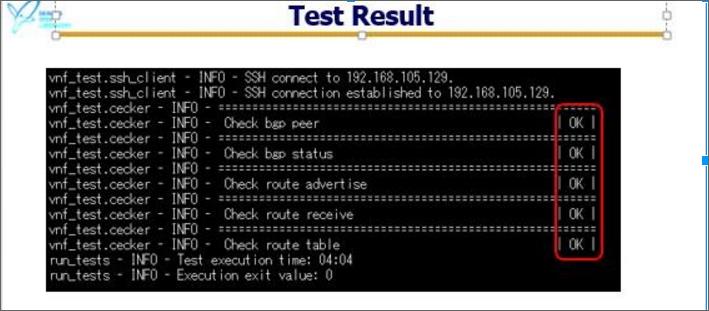 Test Result
vnf_test.ssh_client - INFO - SSH connect to 192.168.105.129.
vnf_test.ssh_client - INFO - SSH connection established to 192.168.105.129.
vnf_test.cecker - INFO - ==================================================
vnf_test.cecker - INFO -  Check bgp peer | OK |
vnf_test.cecker - INFO - ==================================================
vnf_test.cecker - INFO -  Check bgp status | OK |
vnf_test.cecker - INFO - ==================================================
vnf_test.cecker - INFO -  Check route advertise | OK |
vnf_test.cecker - INFO - ==================================================
vnf_test.cecker - INFO -  Check route receive | OK |
vnf_test.cecker - INFO - ==================================================
vnf_test.cecker - INFO -  Check route table | OK |
run_tests - INFO - Test execution time: 04:04
run_tests - INFO - Execution exit value: 0